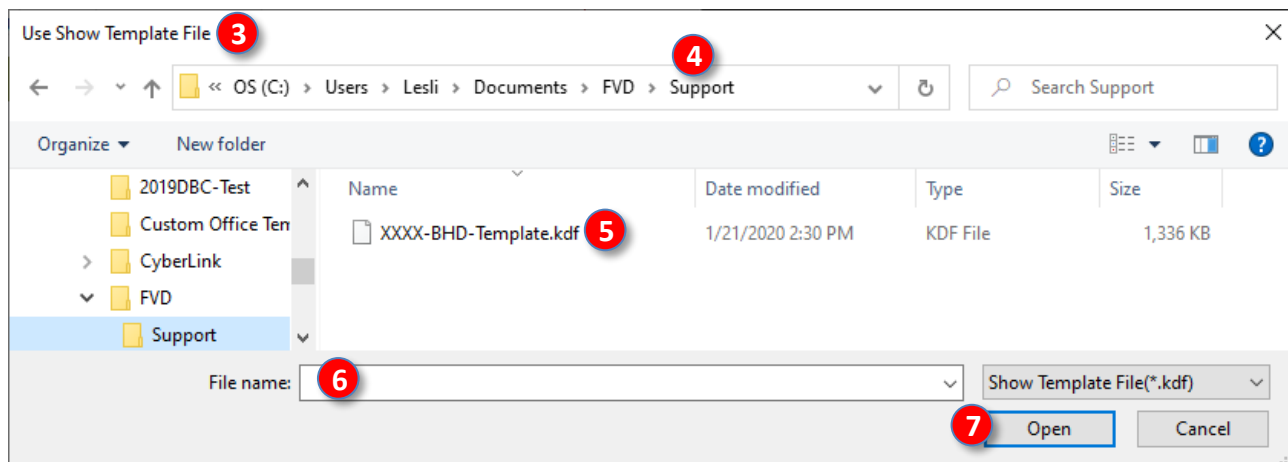 Use Show Template File 3
4
« OS (C:) > Users > Lesli > Documents > FVD > Support
Search Support
Organize New folder
2019DBC-Test
Custom Office Tem
CyberLink
FVD
Support
Name Date modified Type Size
XXXX-BHD-Template.kdf 5 1/21/2020 2:30 PM KDF File 1,336 KB
File name: 6 Show Template File(*.kdf)
7 Open Cancel